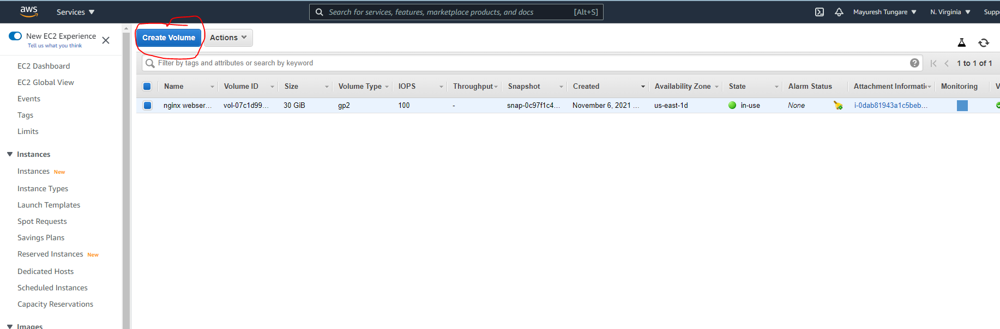 aws Services Search for services, features, marketplace products, and docs [Alt+S] Mayuresh Tungare N. Virginia Supp
New EC2 Experience
Tell us what you think
EC2 Dashboard
EC2 Global View
Events
Tags
Limits
Instances
Instances New
Instance Types
Launch Templates
Spot Requests
Savings Plans
Reserved Instances New
Dedicated Hosts
Scheduled Instances
Capacity Reservations
Images
Create Volume Actions
Filter by tags and attributes or search by keyword 1 to 1 of 1
Name Volume ID Size Volume Type IOPS Throughput Snapshot Created Availability Zone State Alarm Status Attachment Informati Monitoring V
nginx webser... vol-07c1d99... 30 GiB gp2 100 - snap-0c97f1c4... November 6, 2021 ... us-east-1d in-use None i-0dab81943a1c5beb...